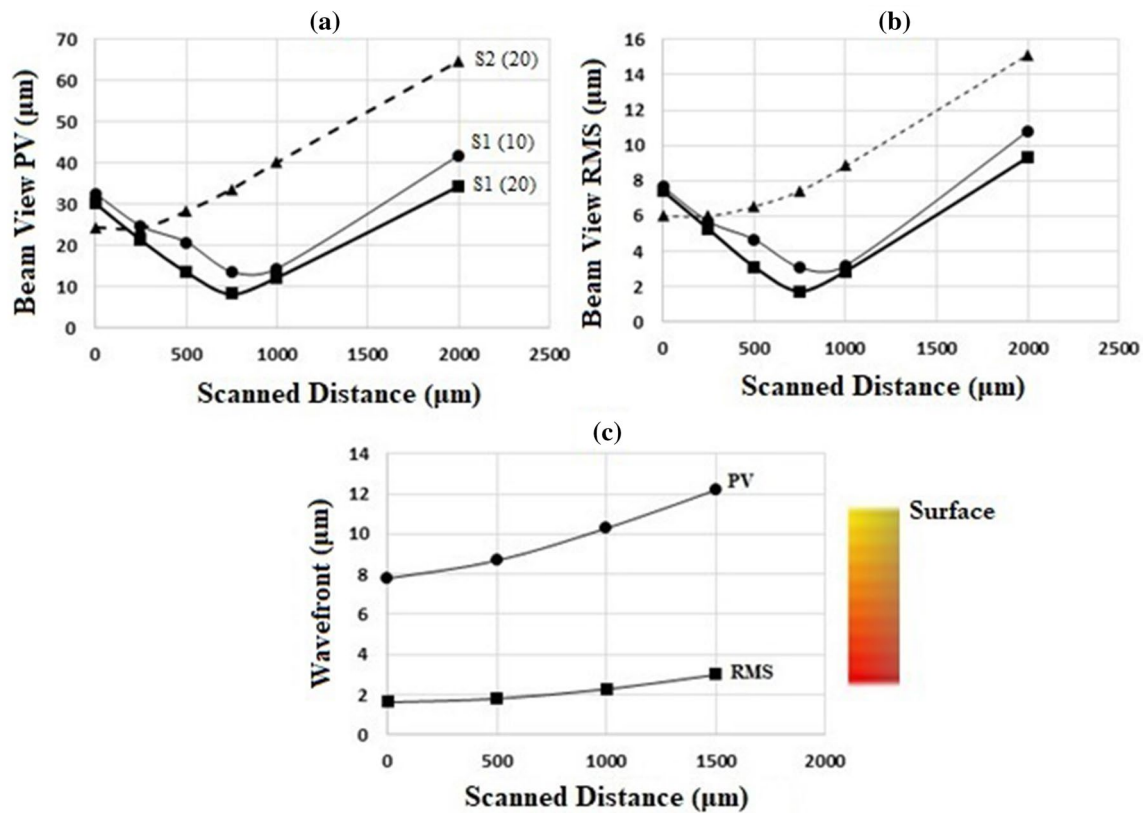 (a)
Beam View PV (µm)
70
60
50
40
30
20
10
0
S2 (20)
S1 (10)
S1 (20)
0 500 1000 1500 2000 2500
Scanned Distance (µm)
(b)
Beam View RMS (µm)
16
14
12
10
8
6
4
2
0
0 500 1000 1500 2000 2500
Scanned Distance (µm)
(c)
Wavefront (µm)
14
12
10
8
6
4
2
0
PV
RMS
0 500 1000 1500 2000
Scanned Distance (µm)
Surface